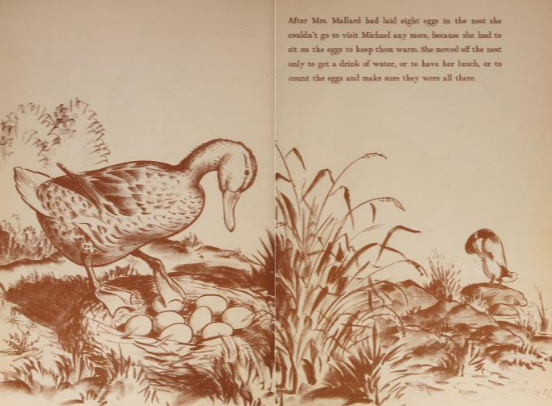 After Mrs. Mallard had laid eight eggs in the nest she
couldn't go to visit Michael any more, because she had to
sit on the eggs to keep them warm. She moved off the nest
only to get a drink of water, or to have her lunch, or to
count the eggs and make sure they were all there.